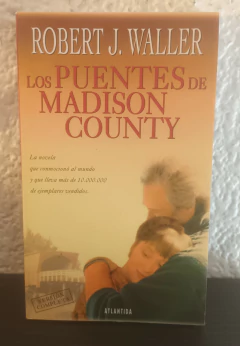 ROBERT J. WALLER
LOS PUENTES DE
MADISON
COUNTY
La novela
que conmocionó al mundo
y que lleva más de 10.000.000
de ejemplares vendidos.
ATLANTIDA